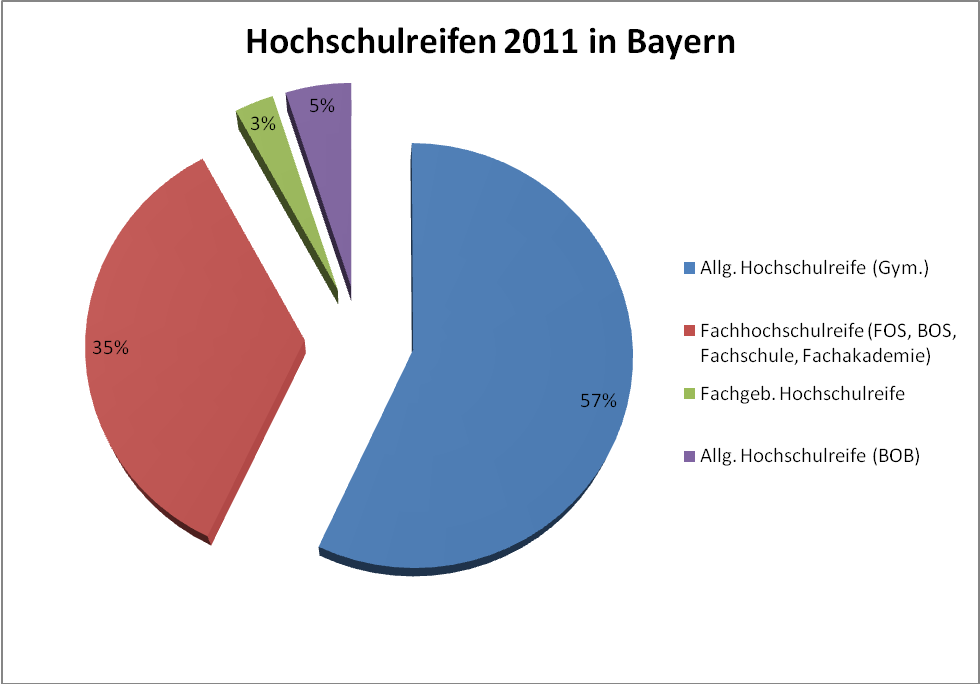 Hochschulreifen 2011 in Bayern
5%
3%
35%
57%
Allg. Hochschulreife (Gym.)
Fachhochschulreife (FOS, BOS,
Fachschule, Fachakademie)
Fachgeb. Hochschulreife
Allg. Hochschulreife (BOB)